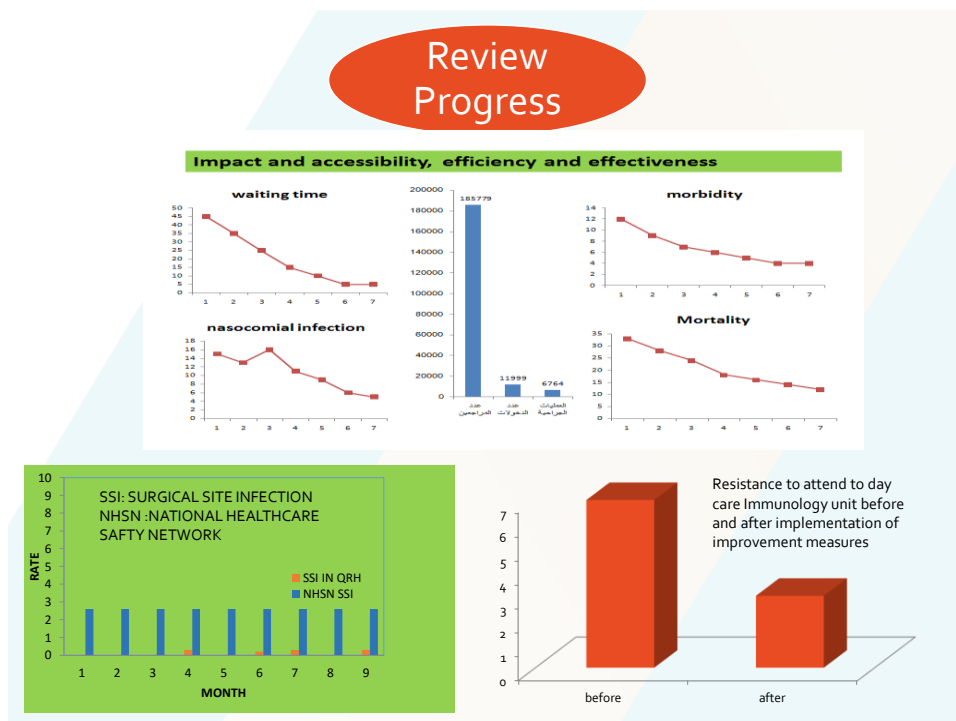 Review
Progress
Impact and accessibility, efficiency and effectiveness
waiting time
50
45
40
35
30
25
20
15
10
5
0
1 2 3 4 5 6 7
nasocomial infection
18
16
14
12
10
8
6
4
2
0
1 2 3 4 5 6 7
200000
180000
160000
140000
120000
100000
80000
60000
40000
20000
0
185779
11999
6764
عدد المراجعين
عدد الدخولات
العمليات الجراحية
morbidity
14
12
10
8
6
4
2
0
1 2 3 4 5 6 7
Mortality
35
30
25
20
15
10
5
0
1 2 3 4 5 6 7
SSI: SURGICAL SITE INFECTION
NHSN :NATIONAL HEALTHCARE
SAFTY NETWORK
10
9
8
7
6
5
4
3
2
1
0
RATE
SSI IN QRH
NHSN SSI
1 2 3 4 5 6 7 8 9
MONTH
Resistance to attend to day
care Immunology unit before
and after implementation of
improvement measures
7
6
5
4
3
2
1
0
before after